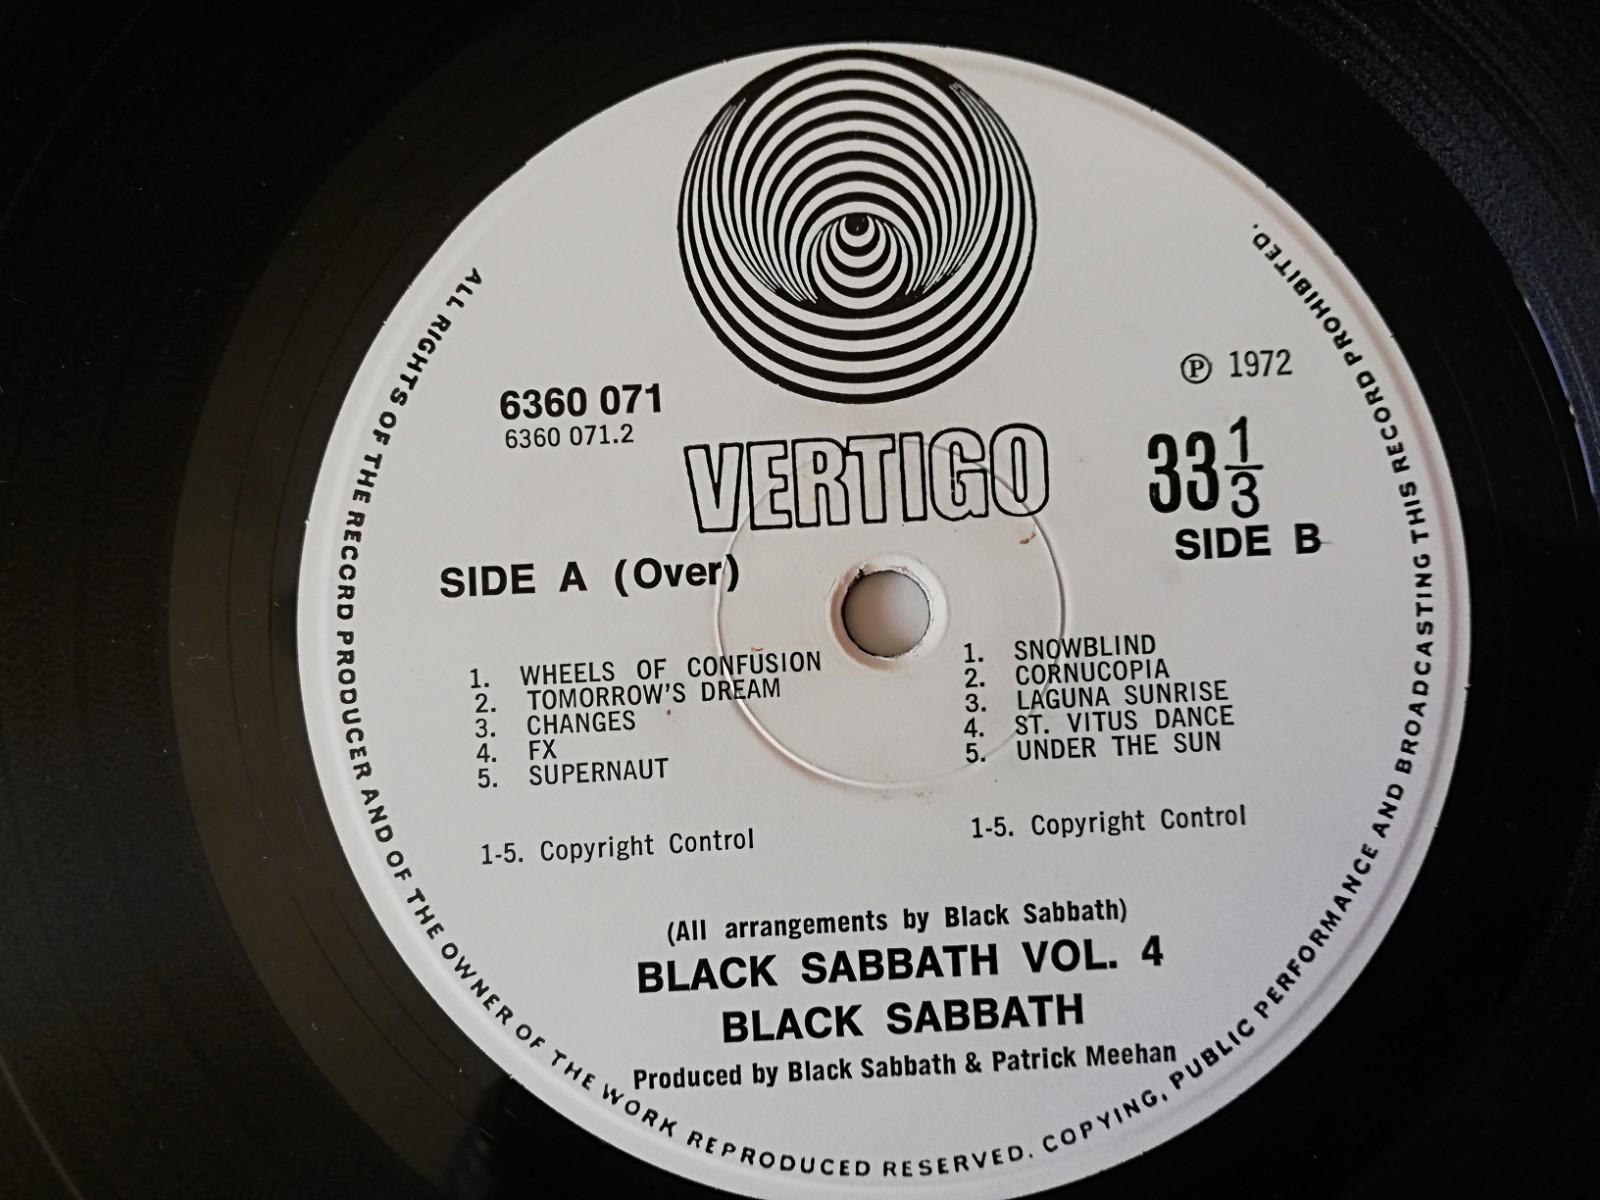 6360 071
6360 071.2
VERTIGO
Ⓟ 1972
33 1/3
SIDE B
SIDE A (Over)
1. WHEELS OF CONFUSION
2. TOMORROW'S DREAM
3. CHANGES
4. FX
5. SUPERNAUT
1-5. Copyright Control
1. SNOWBLIND
2. CORNUCOPIA
3. LAGUNA SUNRISE
4. ST. VITUS DANCE
5. UNDER THE SUN
1-5. Copyright Control
(All arrangements by Black Sabbath)
BLACK SABBATH VOL. 4
BLACK SABBATH
Produced by Black Sabbath & Patrick Meehan
ALL RIGHTS OF THE RECORD PRODUCER AND OF THE OWNER OF THE WORK REPRODUCED RESERVED. COPYING, PUBLIC PERFORMANCE AND BROADCASTING THIS RECORD PROHIBITED.